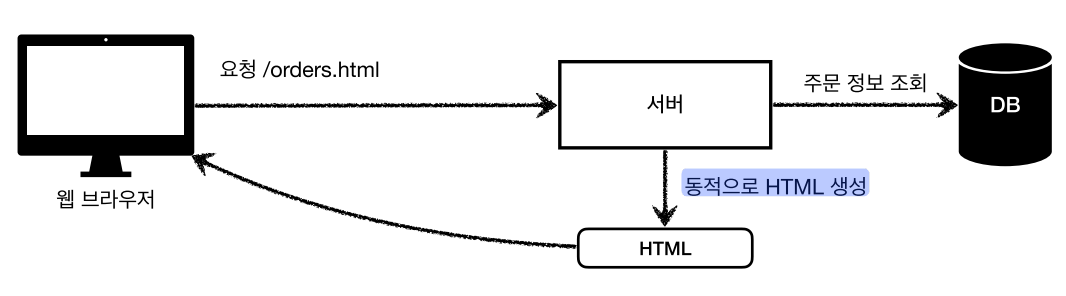 요청 /orders.html
서버
주문 정보 조회
DB
웹 브라우저
동적으로 HTML 생성
HTML